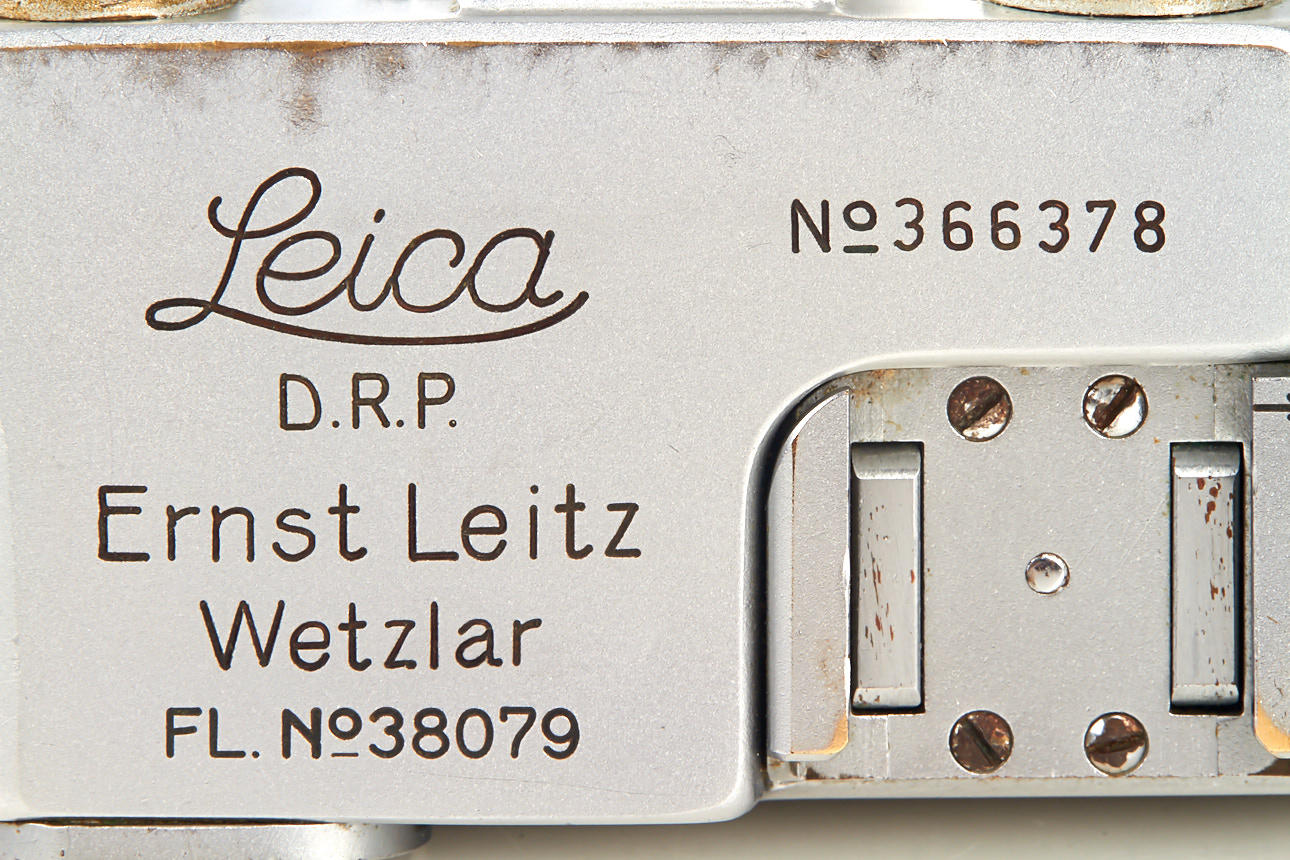 Leica
D.R.P.
Ernst Leitz
Wetzlar
FL. Nº38079
Nº366378